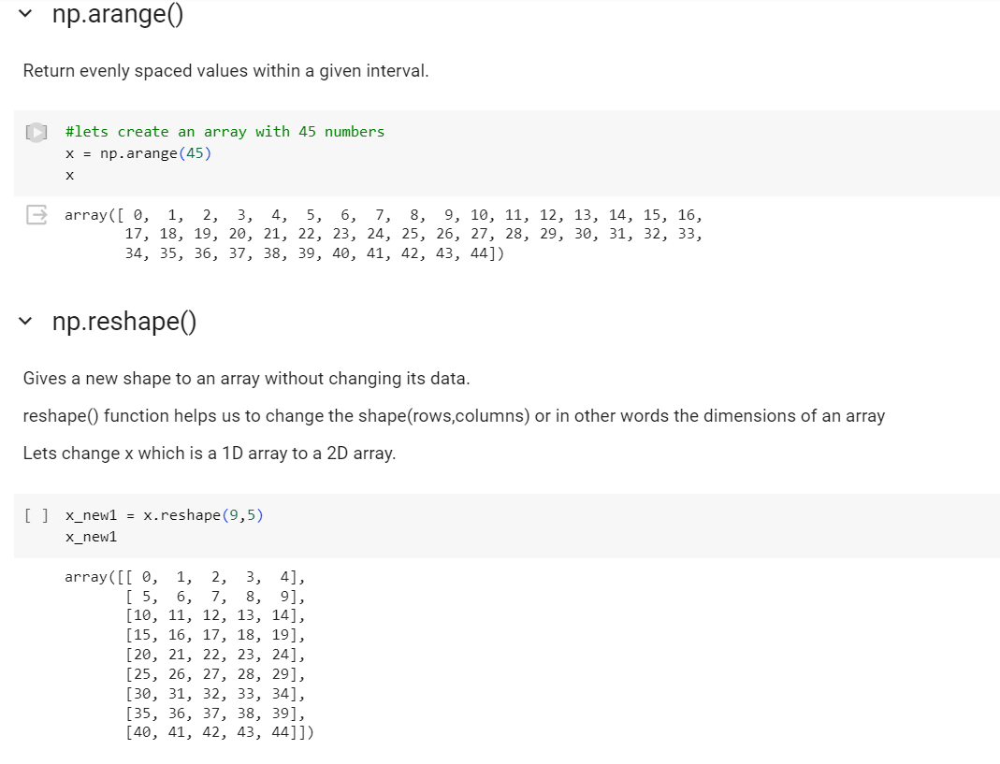 np.arange()
Return evenly spaced values within a given interval.
#lets create an array with 45 numbers
x = np.arange(45)
x
array([ 0,  1,  2,  3,  4,  5,  6,  7,  8,  9, 10, 11, 12, 13, 14, 15, 16,
       17, 18, 19, 20, 21, 22, 23, 24, 25, 26, 27, 28, 29, 30, 31, 32, 33,
       34, 35, 36, 37, 38, 39, 40, 41, 42, 43, 44])
np.reshape()
Gives a new shape to an array without changing its data.
reshape() function helps us to change the shape(rows,columns) or in other words the dimensions of an array
Lets change x which is a 1D array to a 2D array.
[ ] x_new1 = x.reshape(9,5)
x_new1
array([[ 0,  1,  2,  3,  4],
       [ 5,  6,  7,  8,  9],
       [10, 11, 12, 13, 14],
       [15, 16, 17, 18, 19],
       [20, 21, 22, 23, 24],
       [25, 26, 27, 28, 29],
       [30, 31, 32, 33, 34],
       [35, 36, 37, 38, 39],
       [40, 41, 42, 43, 44]])